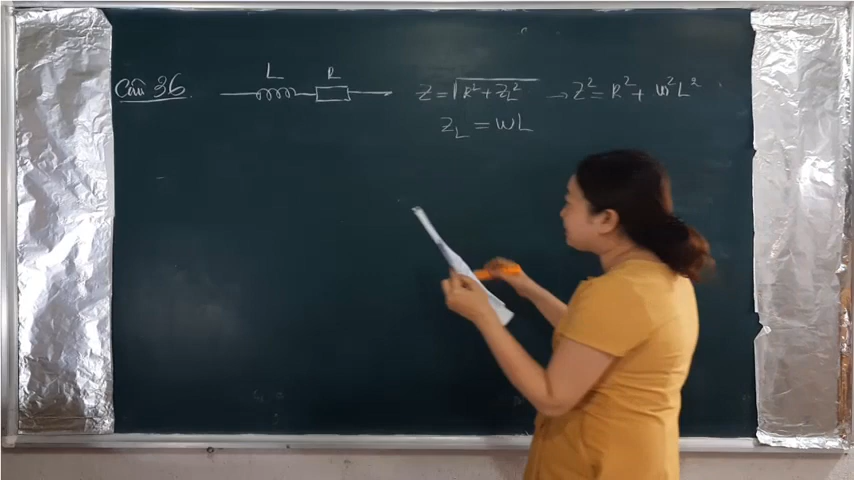 Câu 36
L R
Z = √(R² + Z_L²) → Z² = R² + ω²L²
Z_L = ωL